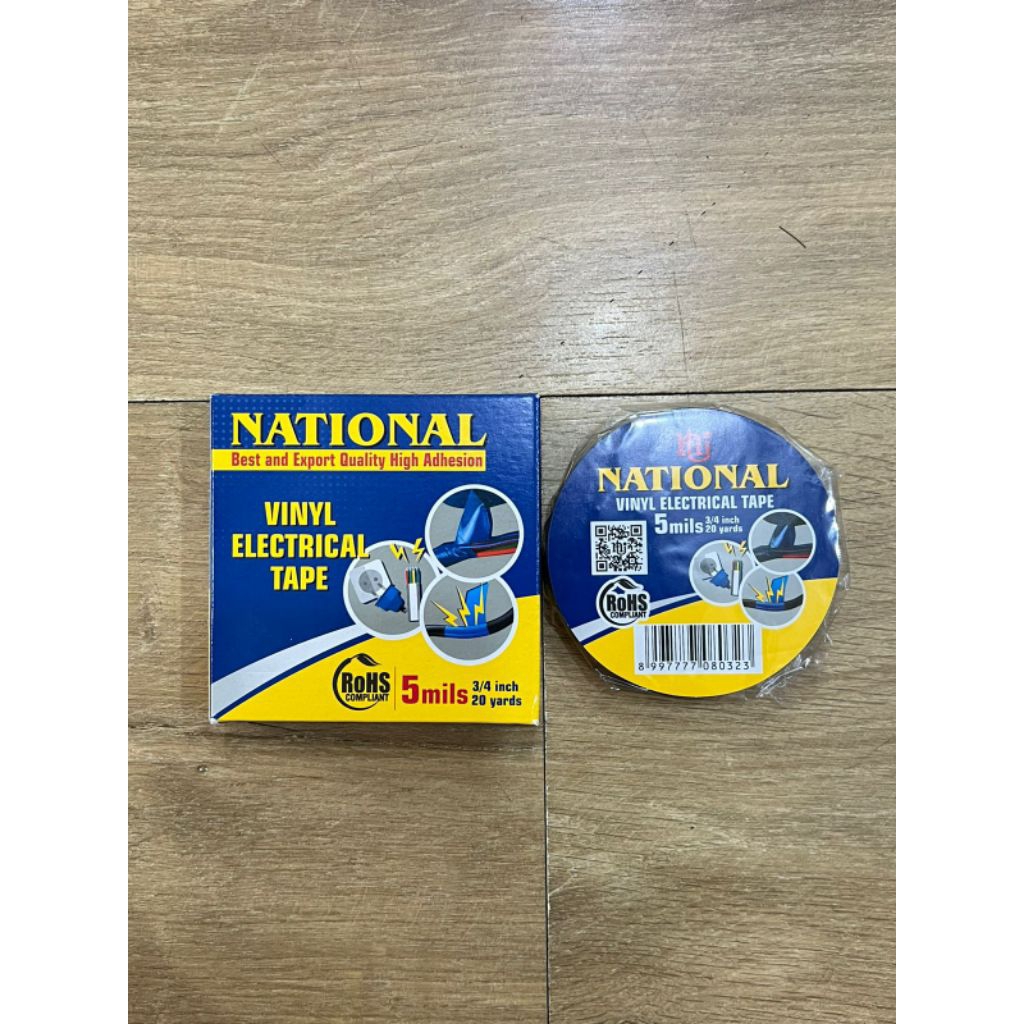 NATIONAL
Best and Export Quality High Adhesion
VINYL
ELECTRICAL
TAPE
RoHS
COMPLIANT
5mils
3/4 inch
20 yards
NATIONAL
VINYL ELECTRICAL TAPE
5mils
3/4 inch
20 yards
RoHS
COMPLIANT
8 997777 080323